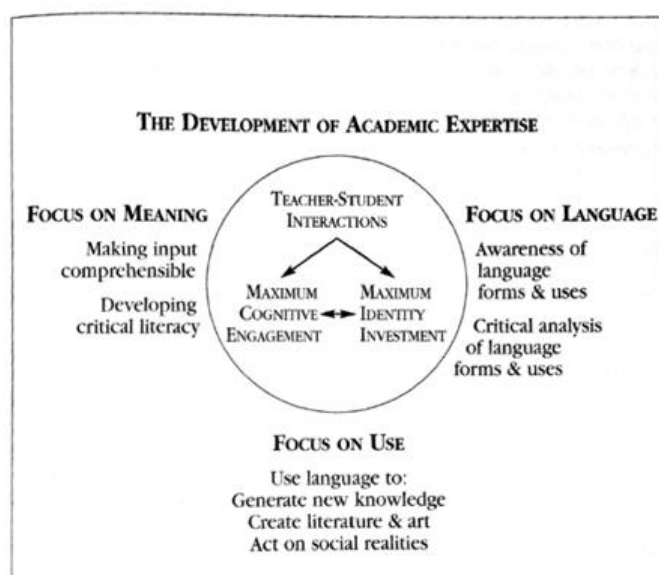 THE DEVELOPMENT OF ACADEMIC EXPERTISE
TEACHER-STUDENT
INTERACTIONS
MAXIMUM
COGNITIVE
ENGAGEMENT
MAXIMUM
IDENTITY
INVESTMENT
FOCUS ON MEANING
Making input
comprehensible
Developing
critical literacy
FOCUS ON LANGUAGE
Awareness of
language
forms & uses
Critical analysis
of language
forms & uses
FOCUS ON USE
Use language to:
Generate new knowledge
Create literature & art
Act on social realities